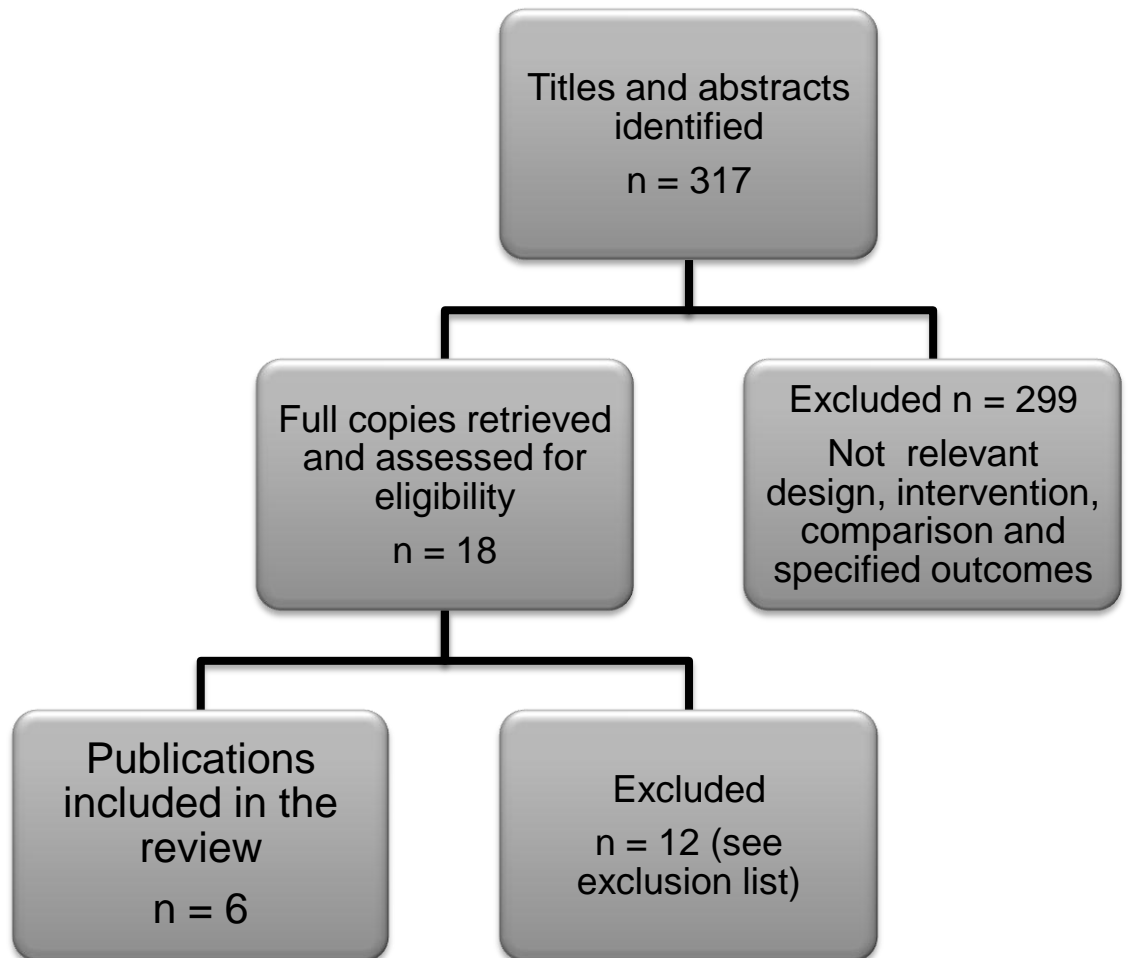 Titles and abstracts
identified
n = 317
Full copies retrieved
and assessed for
eligibility
n = 18
Excluded n = 299
Not relevant
design, intervention,
comparison and
specified outcomes
Publications
included in the
review
n = 6
Excluded
n = 12 (see
exclusion list)